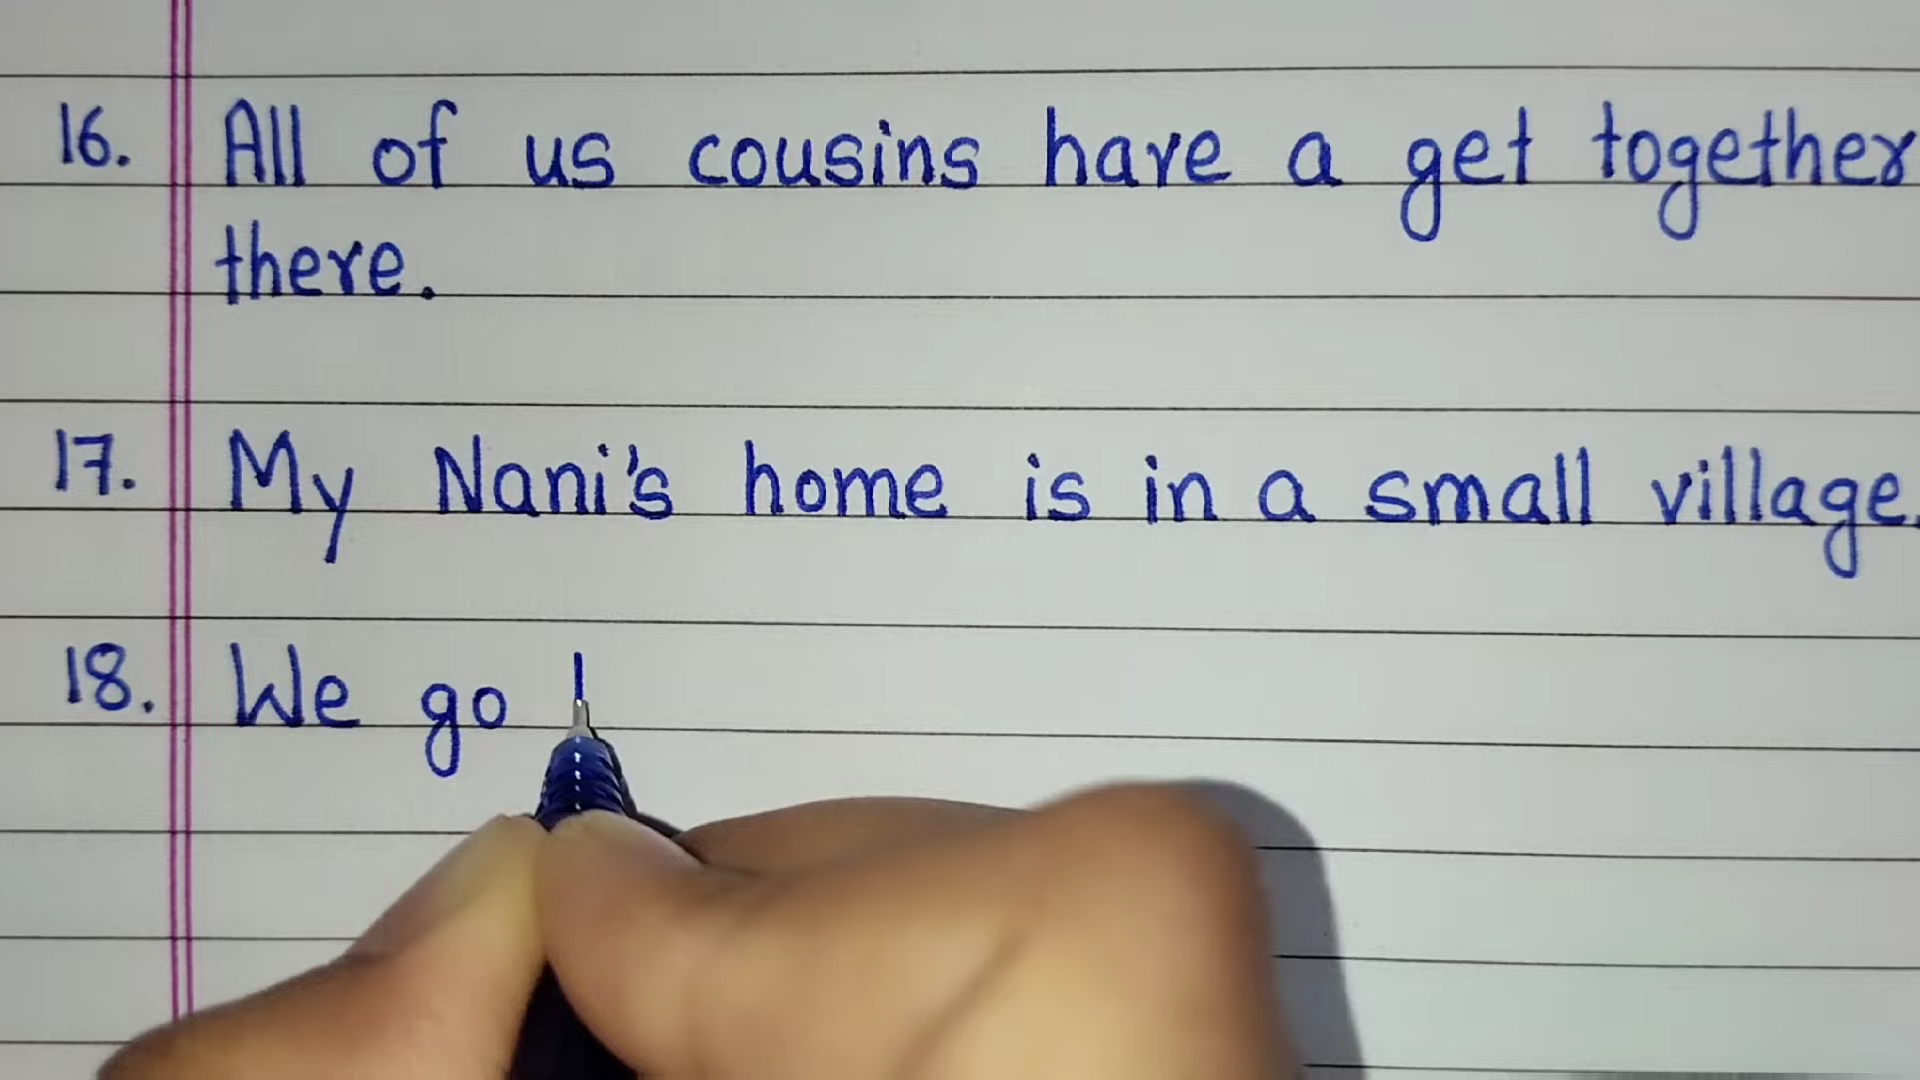 16. All of us cousins have a get together
there.
17. My Nani's home is in a small village.
18. We go